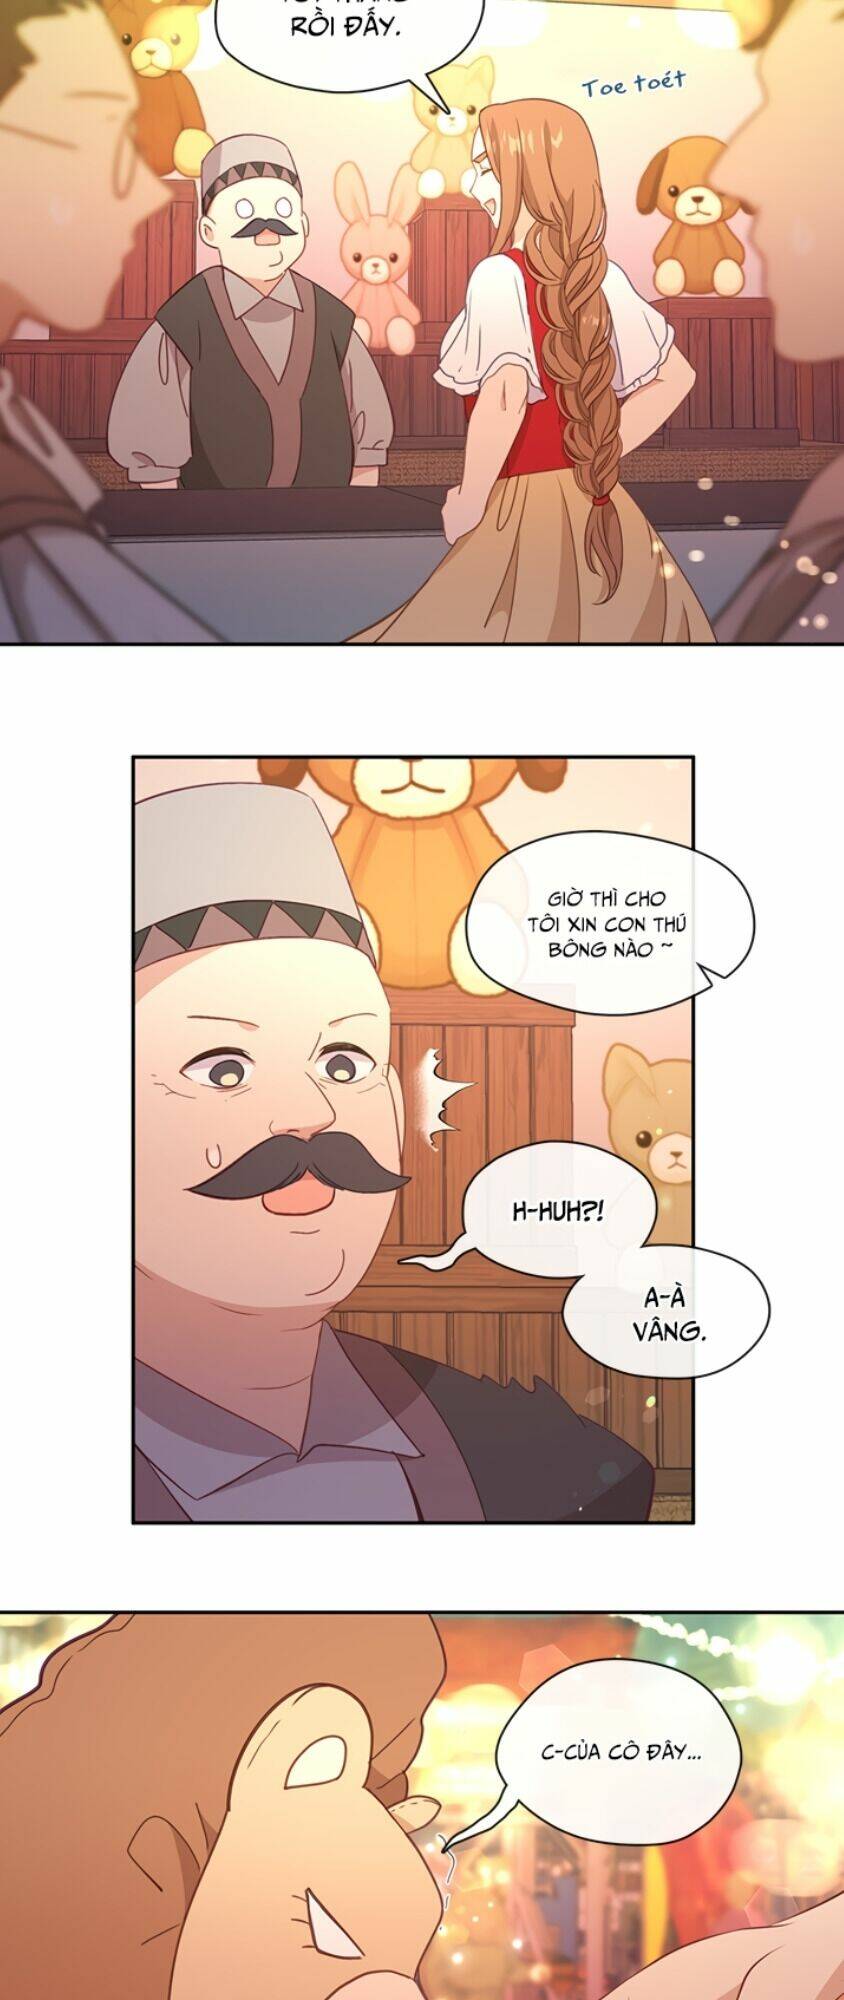 RỒI ĐẤY.
Toe toét
GIỜ THÌ CHO
TÔI XIN CON THÚ
BÔNG NÀO ~
H-HUH?!
A-À
VÂNG.
C-CỦA CÔ ĐÂY...